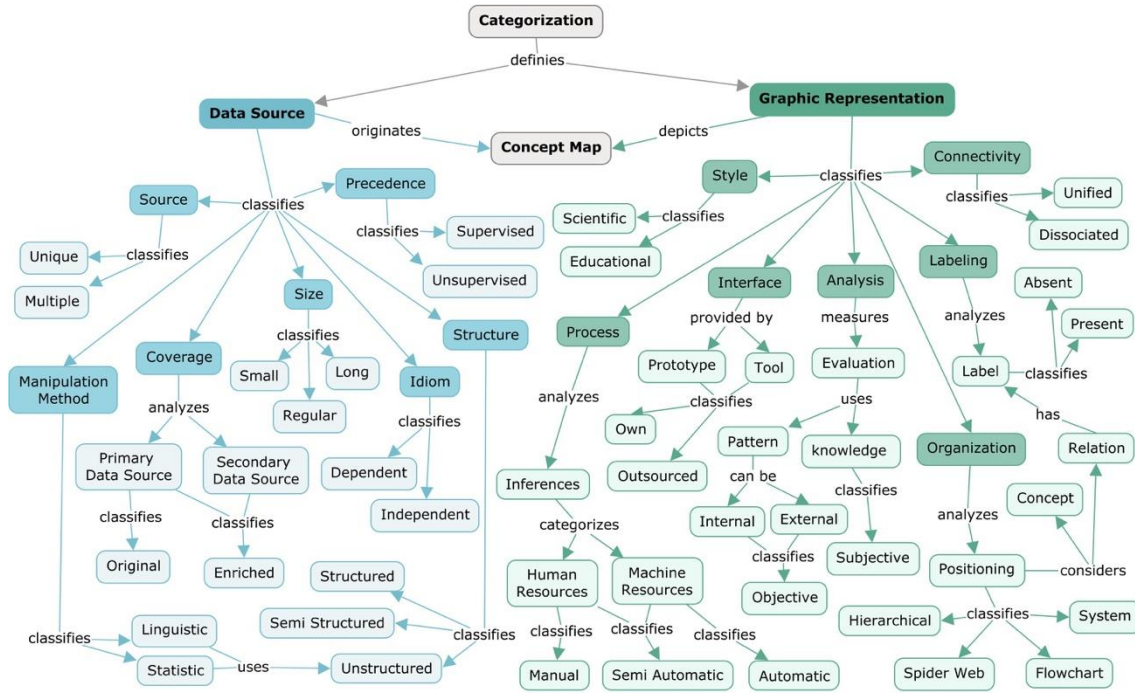 Categorization
definies
Data Source
Graphic Representation
originates
depicts
Concept Map
Connectivity
Style
classifies
Precedence
Source
classifies
classifies
Unified
Scientific
classifies
Dissociated
Educational
classifies
Supervised
Unique
classifies
Unsupervised
Multiple
Labeling
Size
Interface
Analysis
Absent
classifies
Structure
Process
provided by
measures
analyzes
Present
Coverage
Small
Long
Idiom
Prototype
Tool
Evaluation
Label
classifies
Manipulation
Method
Regular
analyzes
classifies
analyzes
classifies
uses
has
Own
Pattern
knowledge
Organization
Relation
Primary
Data Source
Secondary
Data Source
Dependent
Outsourced
can be
Inferences
classifies
Concept
classifies
classifies
Independent
Internal
External
analyzes
categorizes
Original
Enriched
Structured
Human
Resources
Machine
Resources
classifies
Subjective
Positioning
considers
Objective
Semi Structured
Hierarchical
classifies
System
Linguistic
classifies
classifies
classifies
classifies
classifies
Statistic
uses
Unstructured
Manual
Semi Automatic
Automatic
Spider Web
Flowchart